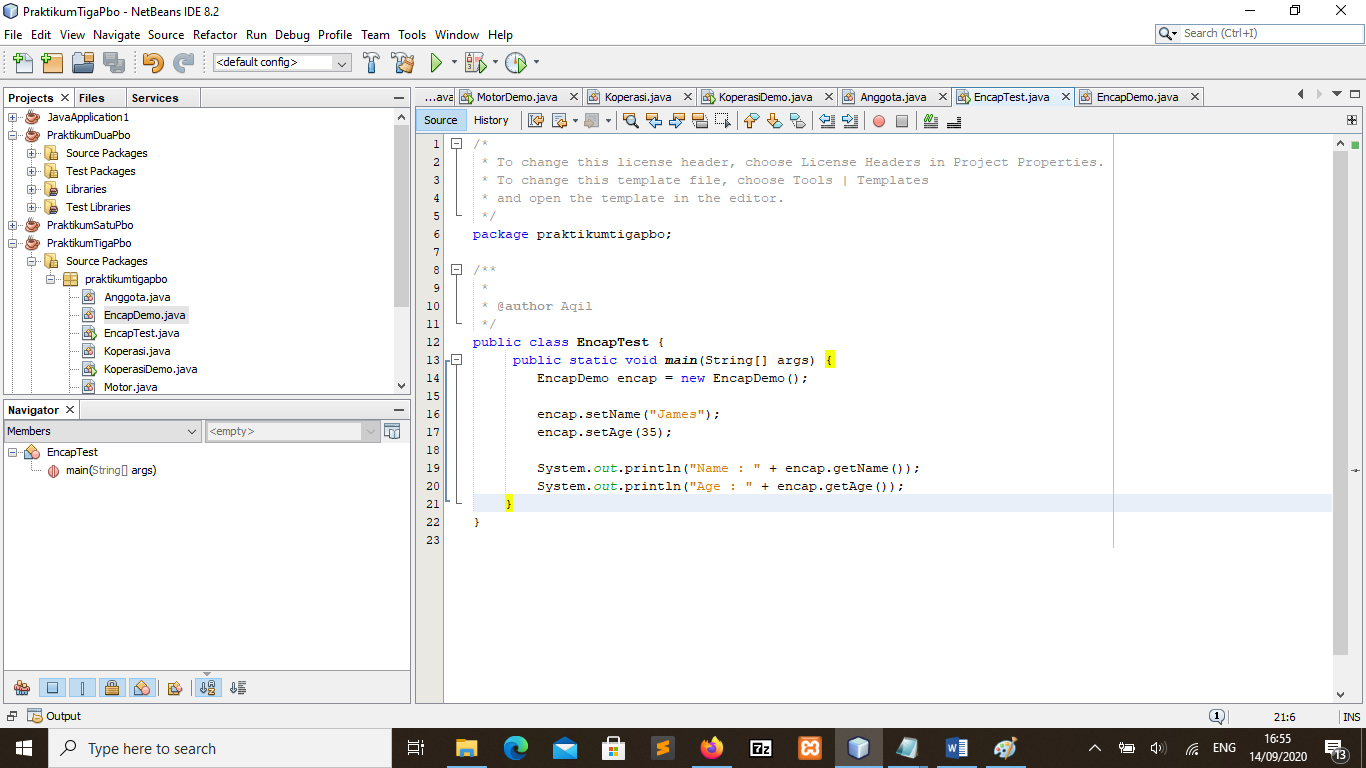 PraktikumTigaPbo - NetBeans IDE 8.2
File Edit View Navigate Source Refactor Run Debug Profile Team Tools Window Help
Search (Ctrl+I)
<default config>
Projects Files Services
JavaApplication1
PraktikumDuaPbo
Source Packages
Test Packages
Libraries
Test Libraries
PraktikumSatuPbo
PraktikumTigaPbo
Source Packages
praktikumtigapbo
Anggota.java
EncapDemo.java
EncapTest.java
Koperasi.java
KoperasiDemo.java
Motor.java
Navigator
Members <empty>
EncapTest
main(String[] args)
...ava MotorDemo.java Koperasi.java KoperasiDemo.java Anggota.java EncapTest.java EncapDemo.java
Source History
1 /*
2 * To change this license header, choose License Headers in Project Properties.
3 * To change this template file, choose Tools | Templates
4 * and open the template in the editor.
5 */
6 package praktikumtigapbo;
7
8 /**
9 *
10 * @author Aqil
11 */
12 public class EncapTest {
13 public static void main(String[] args) {
14 EncapDemo encap = new EncapDemo();
15
16 encap.setName("James");
17 encap.setAge(35);
18
19 System.out.println("Name : " + encap.getName());
20 System.out.println("Age : " + encap.getAge());
21 }
22 }
23
Output
1 21:6 INS
Type here to search
7z
ENG
16:55
14/09/2020
13